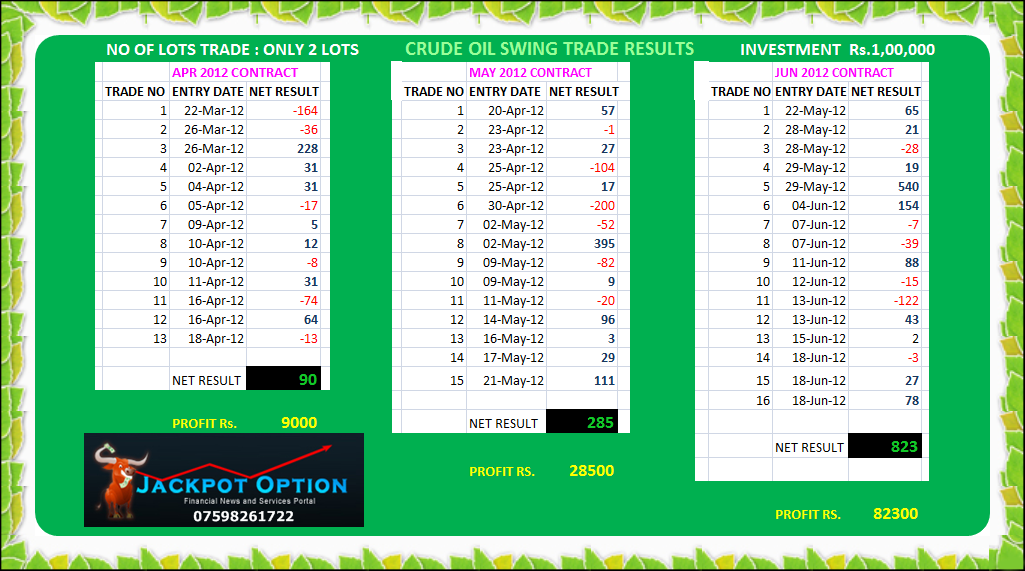 NO OF LOTS TRADE : ONLY 2 LOTS
CRUDE OIL SWING TRADE RESULTS
INVESTMENT Rs.1,00,000
APR 2012 CONTRACT
TRADE NO ENTRY DATE NET RESULT
1 22-Mar-12 -164
2 26-Mar-12 -36
3 26-Mar-12 228
4 02-Apr-12 31
5 04-Apr-12 31
6 05-Apr-12 -17
7 09-Apr-12 5
8 10-Apr-12 12
9 10-Apr-12 -8
10 11-Apr-12 31
11 16-Apr-12 -74
12 16-Apr-12 64
13 18-Apr-12 -13
NET RESULT 90
PROFIT RS. 9000
MAY 2012 CONTRACT
TRADE NO ENTRY DATE NET RESULT
1 20-Apr-12 57
2 23-Apr-12 -1
3 23-Apr-12 27
4 25-Apr-12 -104
5 25-Apr-12 17
6 30-Apr-12 -200
7 02-May-12 -52
8 02-May-12 395
9 09-May-12 -82
10 09-May-12 9
11 11-May-12 -20
12 14-May-12 96
13 16-May-12 3
14 17-May-12 29
15 21-May-12 111
NET RESULT 285
PROFIT RS. 28500
JUN 2012 CONTRACT
TRADE NO ENTRY DATE NET RESULT
1 22-May-12 65
2 28-May-12 21
3 28-May-12 -28
4 29-May-12 19
5 29-May-12 540
6 04-Jun-12 154
7 07-Jun-12 -7
8 07-Jun-12 -39
9 11-Jun-12 88
10 12-Jun-12 -15
11 13-Jun-12 -122
12 13-Jun-12 43
13 15-Jun-12 2
14 18-Jun-12 -3
15 18-Jun-12 27
16 18-Jun-12 78
NET RESULT 823
PROFIT RS. 82300
JACKPOT OPTION
Financial News and Services Portal
07598261722